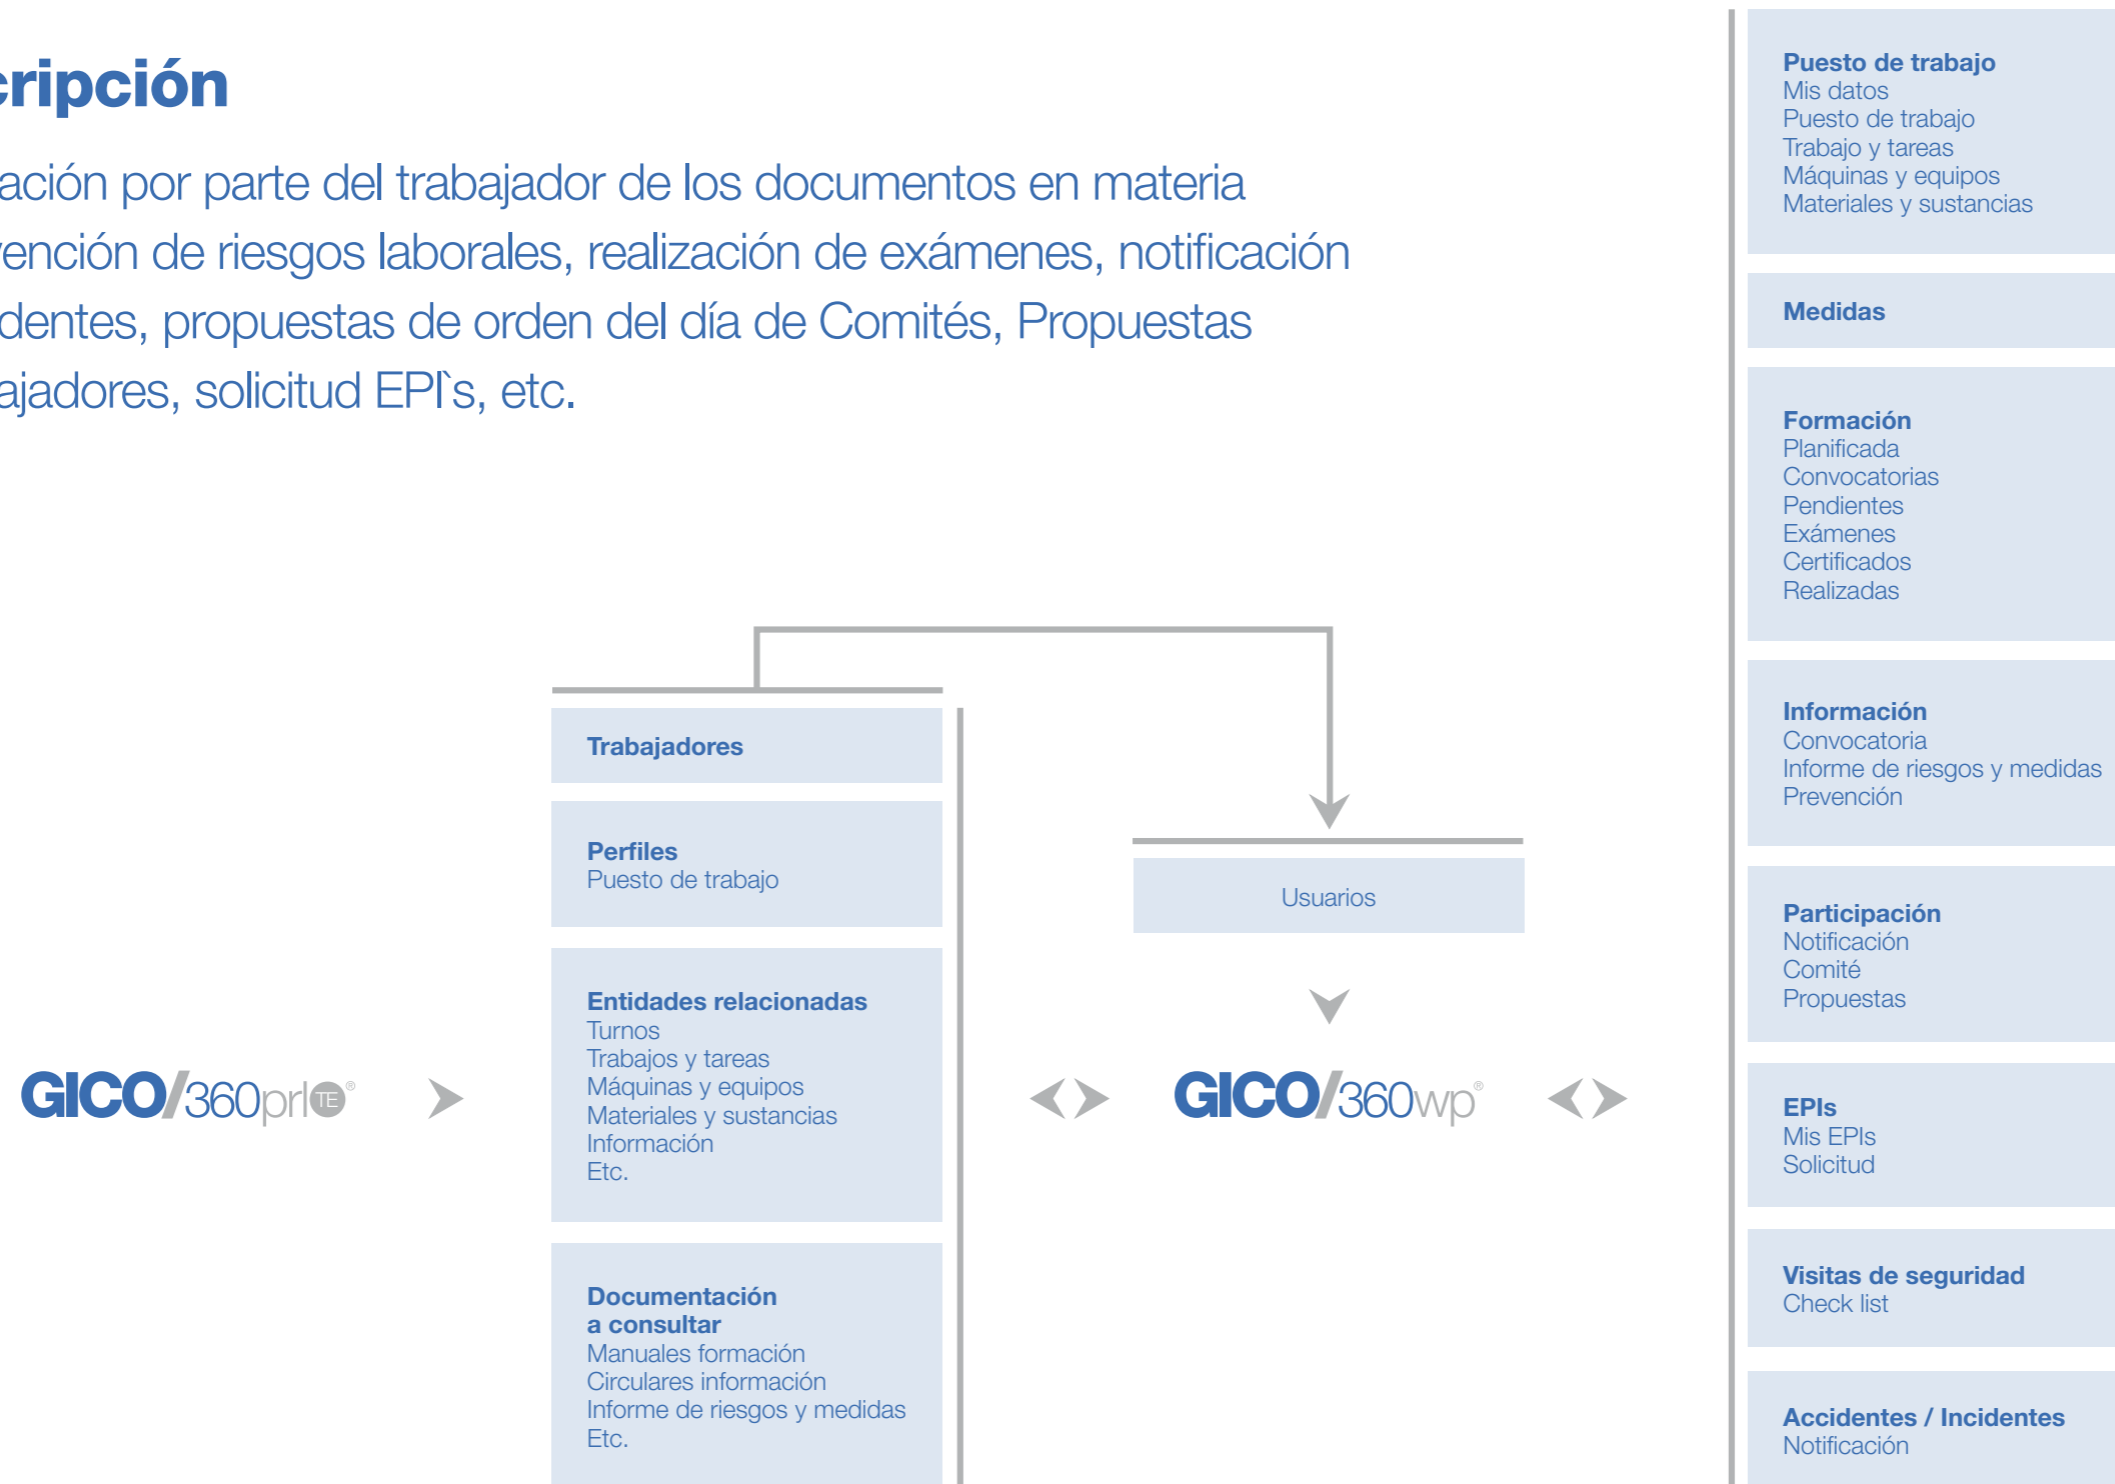 cripción
ación por parte del trabajador de los documentos en materia
ención de riesgos laborales, realización de exámenes, notificación
dentes, propuestas de orden del día de Comités, Propuestas
ajadores, solicitud EPI`s, etc.
Trabajadores
Perfiles
Puesto de trabajo
Entidades relacionadas
Turnos
Trabajos y tareas
Máquinas y equipos
Materiales y sustancias
Información
Etc.
Documentación
a consultar
Manuales formación
Circulares información
Informe de riesgos y medidas
Etc.
GICO/360prl TE®
Usuarios
GICO/360wp®
Puesto de trabajo
Mis datos
Puesto de trabajo
Trabajo y tareas
Máquinas y equipos
Materiales y sustancias
Medidas
Formación
Planificada
Convocatorias
Pendientes
Exámenes
Certificados
Realizadas
Información
Convocatoria
Informe de riesgos y medidas
Prevención
Participación
Notificación
Comité
Propuestas
EPIs
Mis EPIs
Solicitud
Visitas de seguridad
Check list
Accidentes / Incidentes
Notificación